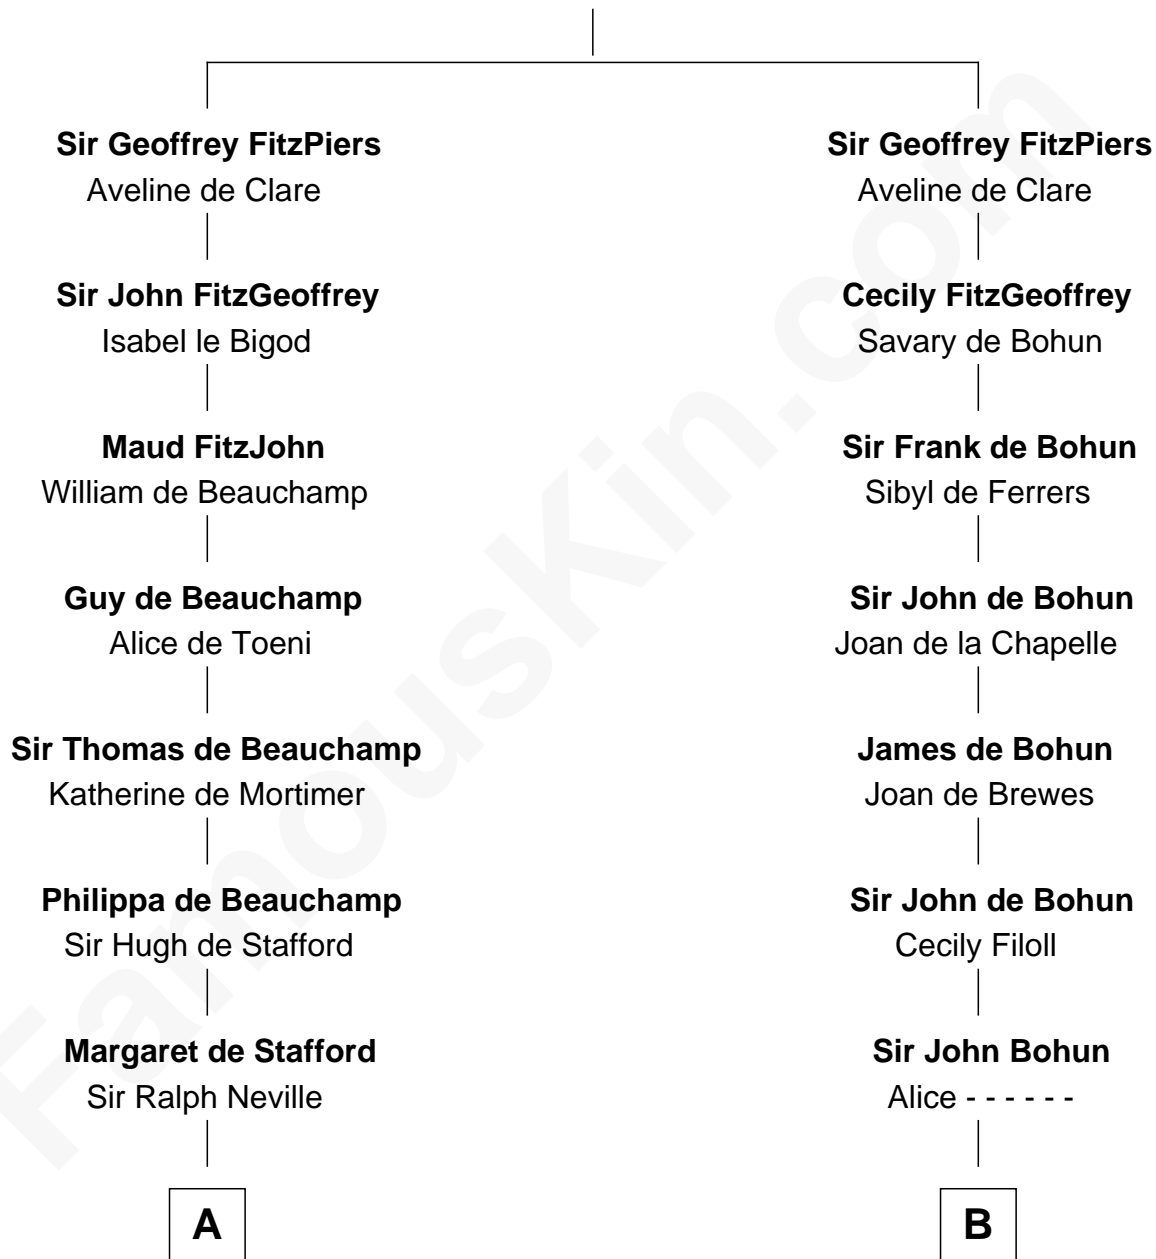 Sir Geoffrey FitzPiers
Aveline de Clare
Sir John FitzGeoffrey
Isabel le Bigod
Maud FitzJohn
William de Beauchamp
Guy de Beauchamp
Alice de Toeni
Sir Thomas de Beauchamp
Katherine de Mortimer
Philippa de Beauchamp
Sir Hugh de Stafford
Margaret de Stafford
Sir Ralph Neville
A
Sir Geoffrey FitzPiers
Aveline de Clare
Cecily FitzGeoffrey
Savary de Bohun
Sir Frank de Bohun
Sibyl de Ferrers
Sir John de Bohun
Joan de la Chapelle
James de Bohun
Joan de Brewes
Sir John de Bohun
Cecily Filoll
Sir John Bohun
Alice - - - - - -
B
FamousKin.com